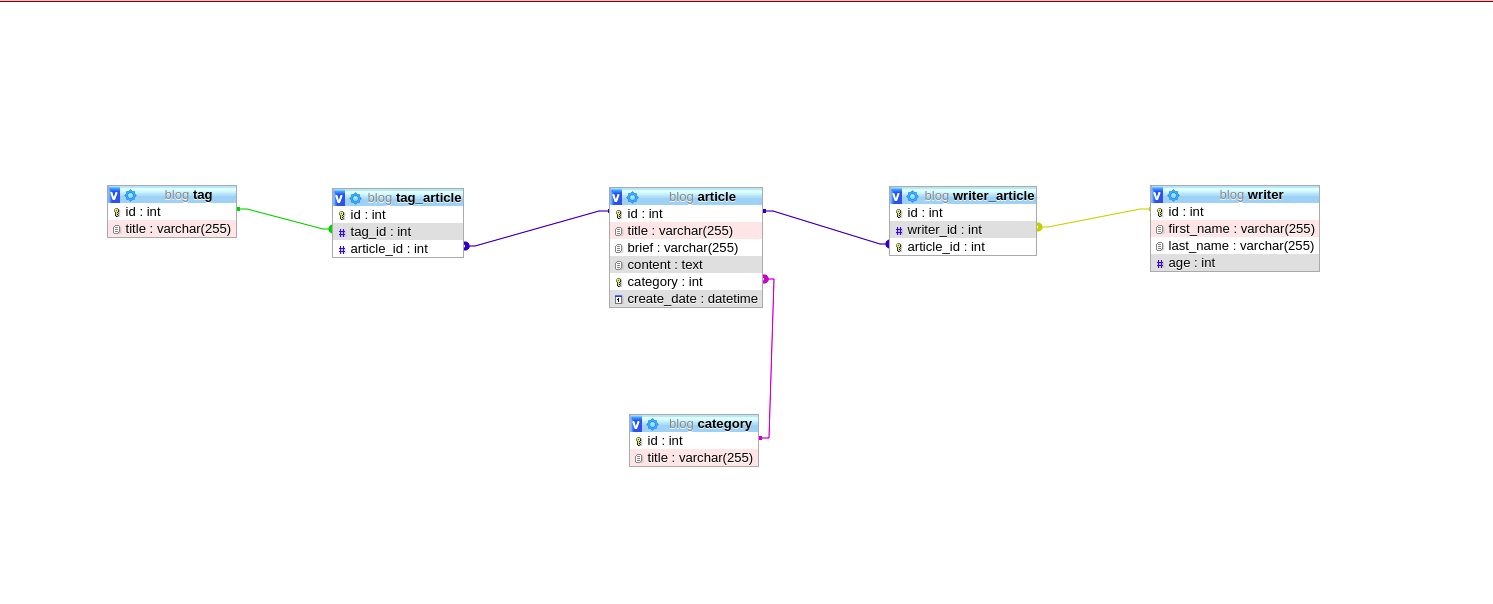 v blog tag
id : int
title : varchar(255)
v blog tag_article
id : int
# tag_id : int
# article_id : int
v blog article
id : int
title : varchar(255)
brief : varchar(255)
content : text
category : int
create_date : datetime
v blog writer_article
id : int
# writer_id : int
article_id : int
v blog writer
id : int
first_name : varchar(255)
last_name : varchar(255)
# age : int
v blog category
id : int
title : varchar(255)